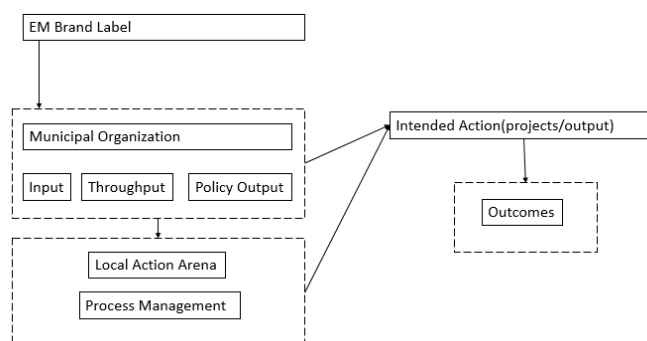 EM Brand Label
Municipal Organization
Input
Throughput
Policy Output
Local Action Arena
Process Management
Intended Action(projects/output)
Outcomes